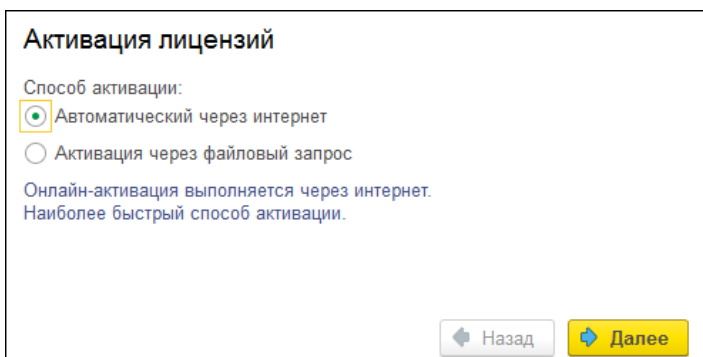 Активация лицензий
Способ активации:
Автоматический через интернет
Активация через файловый запрос
Онлайн-активация выполняется через интернет.
Наиболее быстрый способ активации.
Назад
Далее